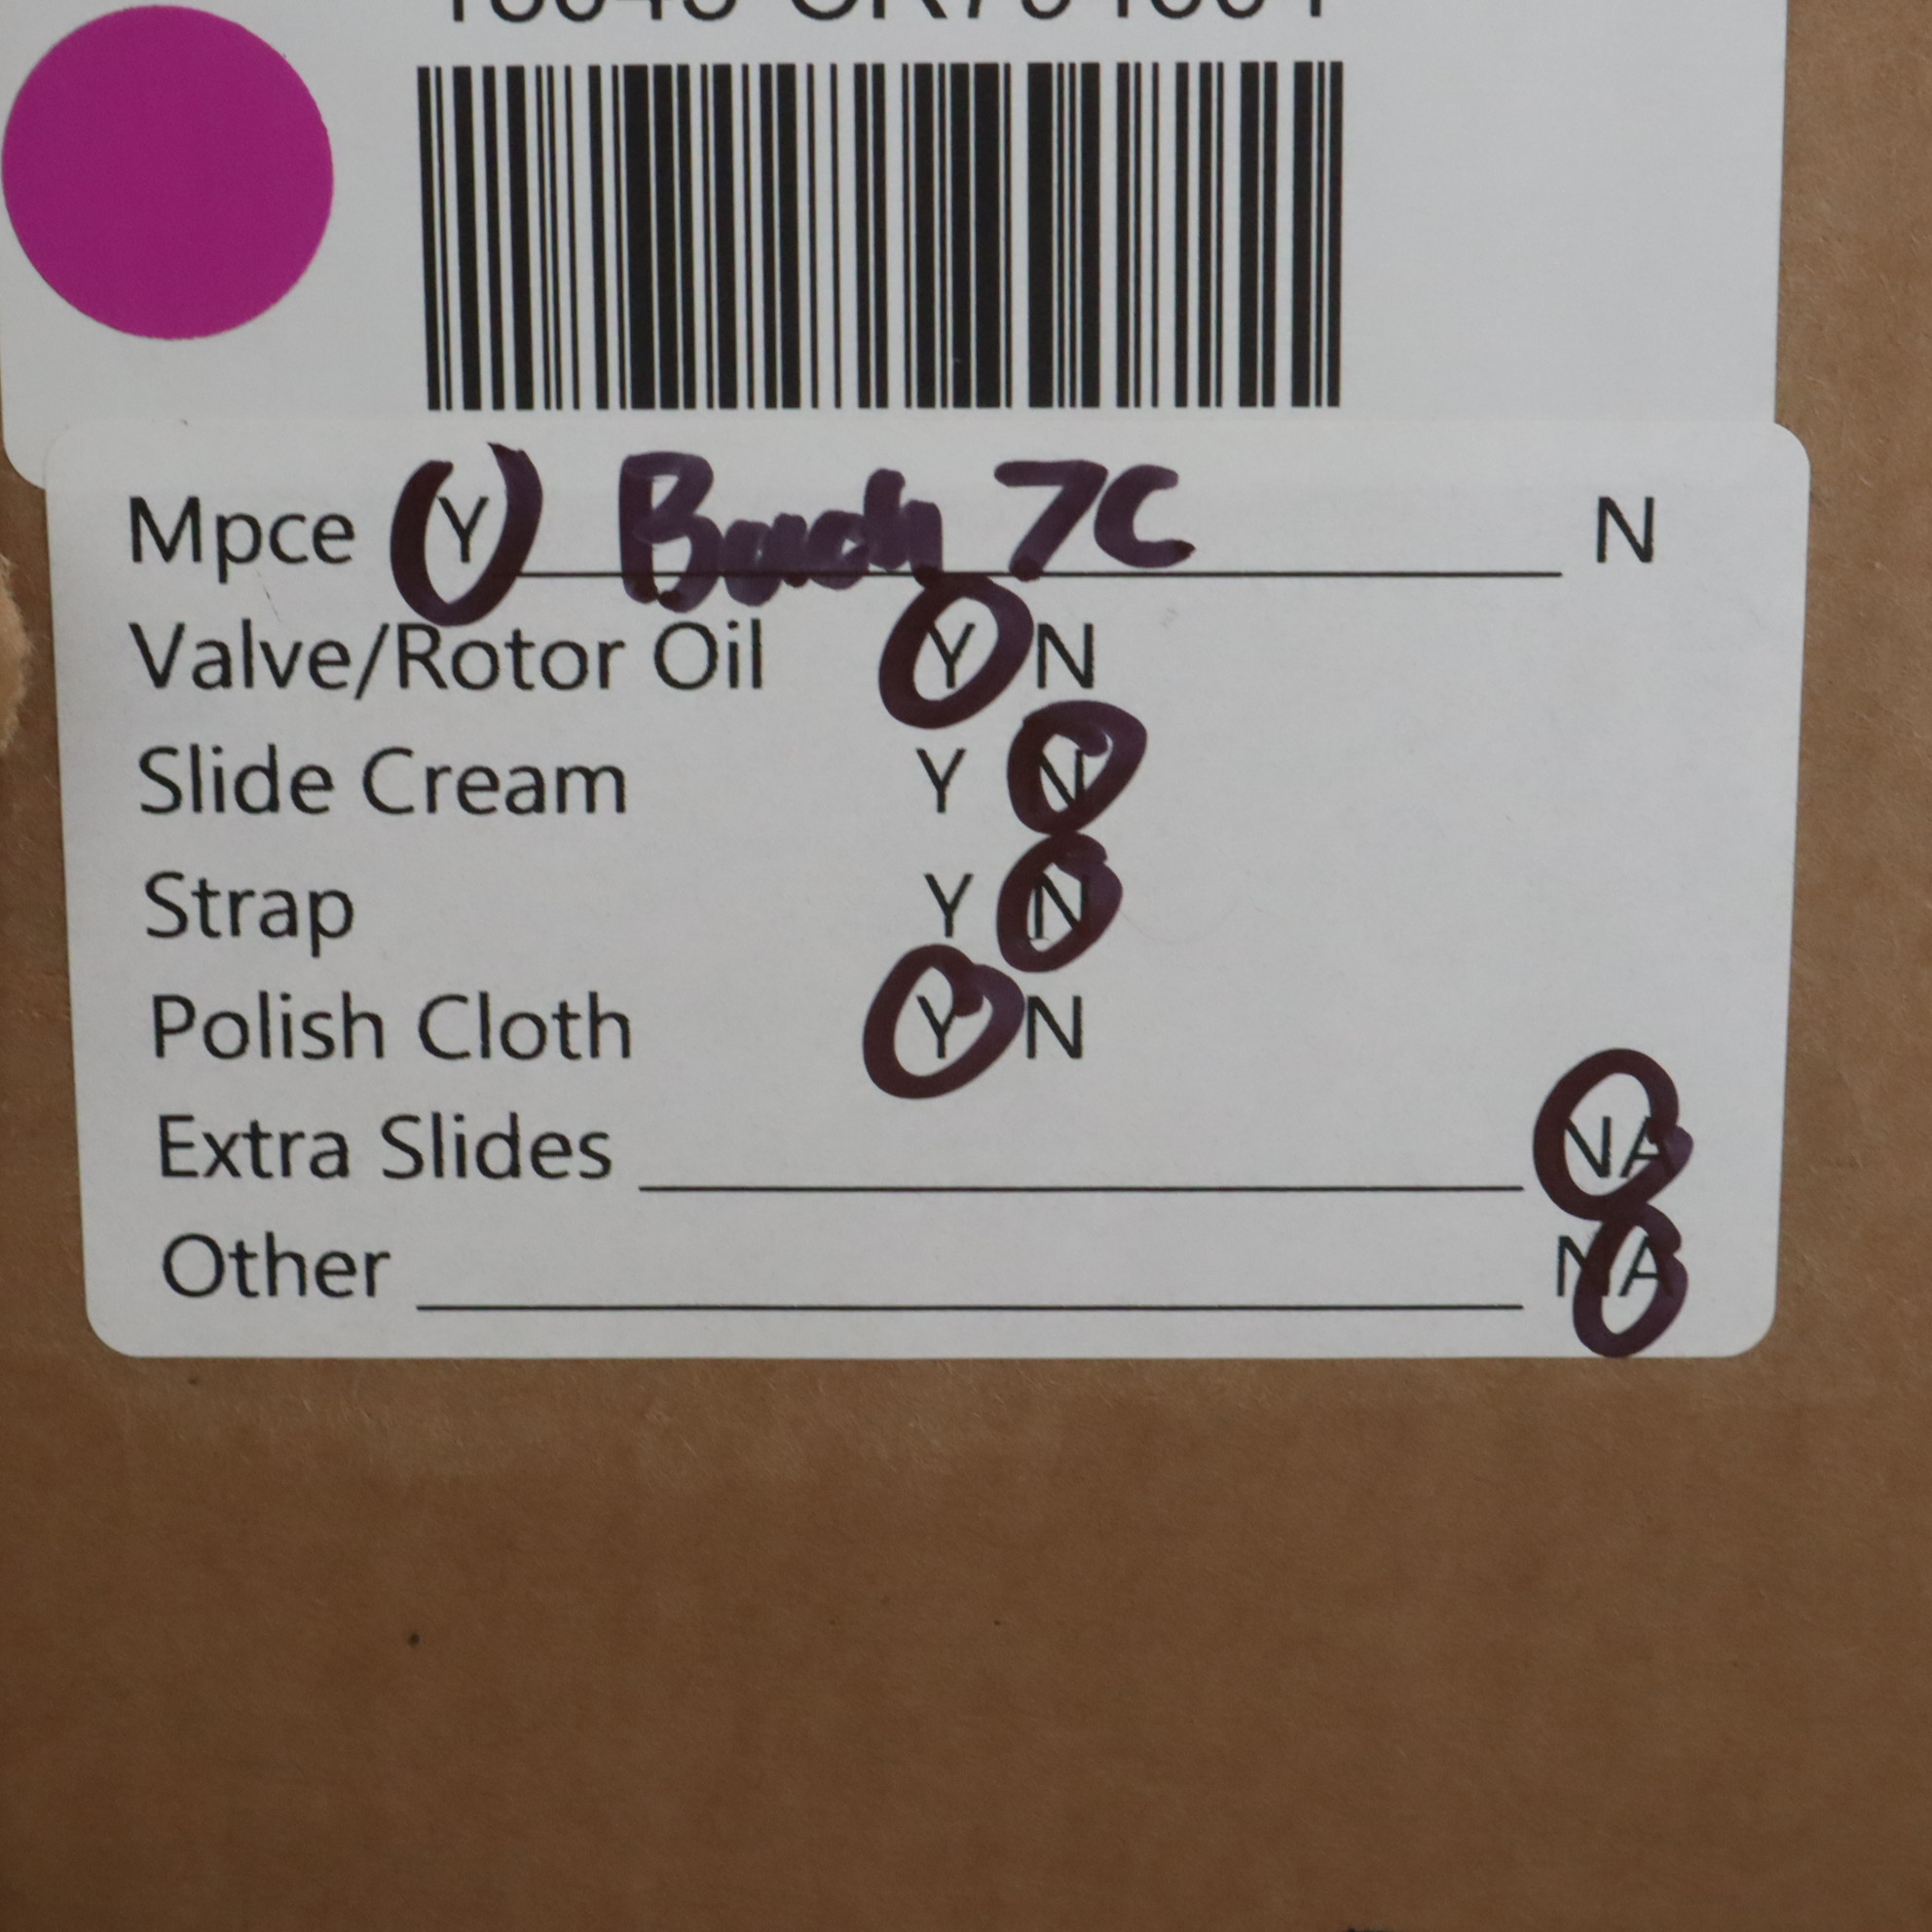 Mpce Y Bach 7C N
Valve/Rotor Oil Y N
Slide Cream Y N
Strap Y N
Polish Cloth Y N
Extra Slides NA
Other NA